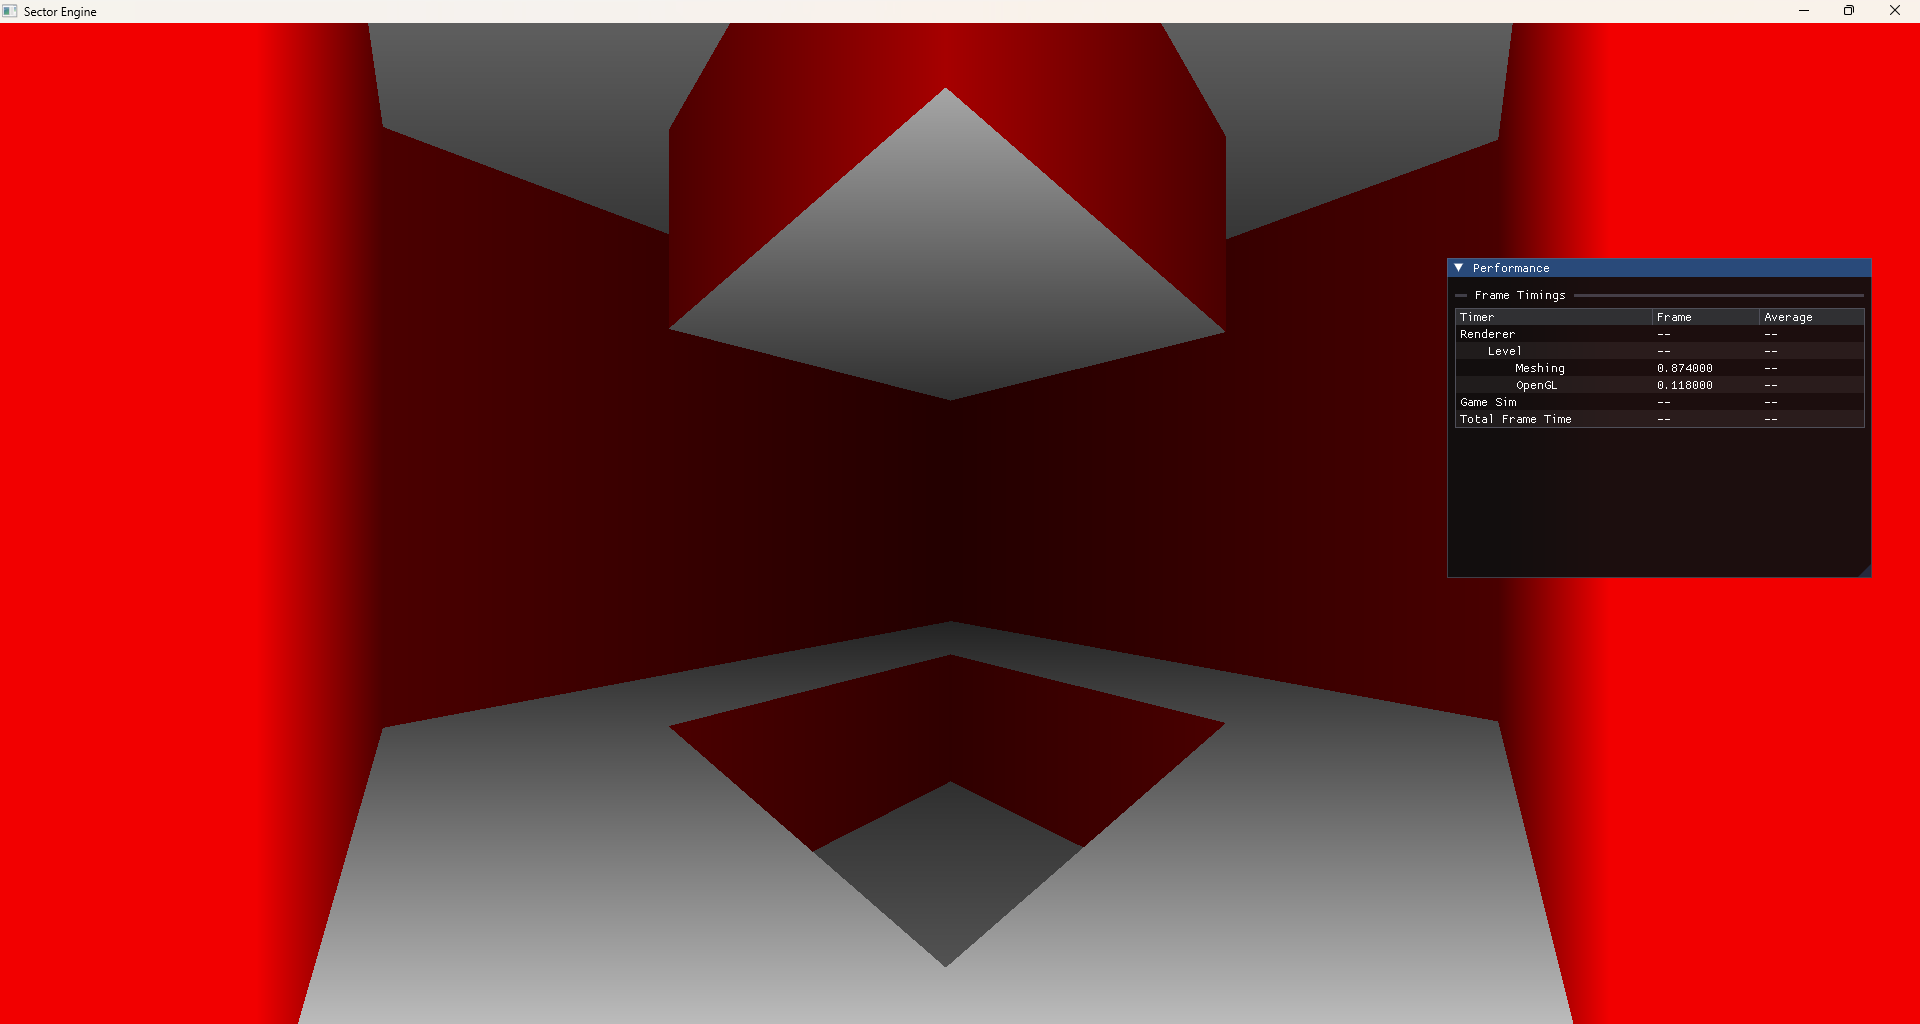 Sector Engine
Performance
Frame Timings
Timer Frame Average
Renderer -- --
Level -- --
Meshing 0.874000 --
OpenGL 0.118000 --
Game Sim -- --
Total Frame Time -- --